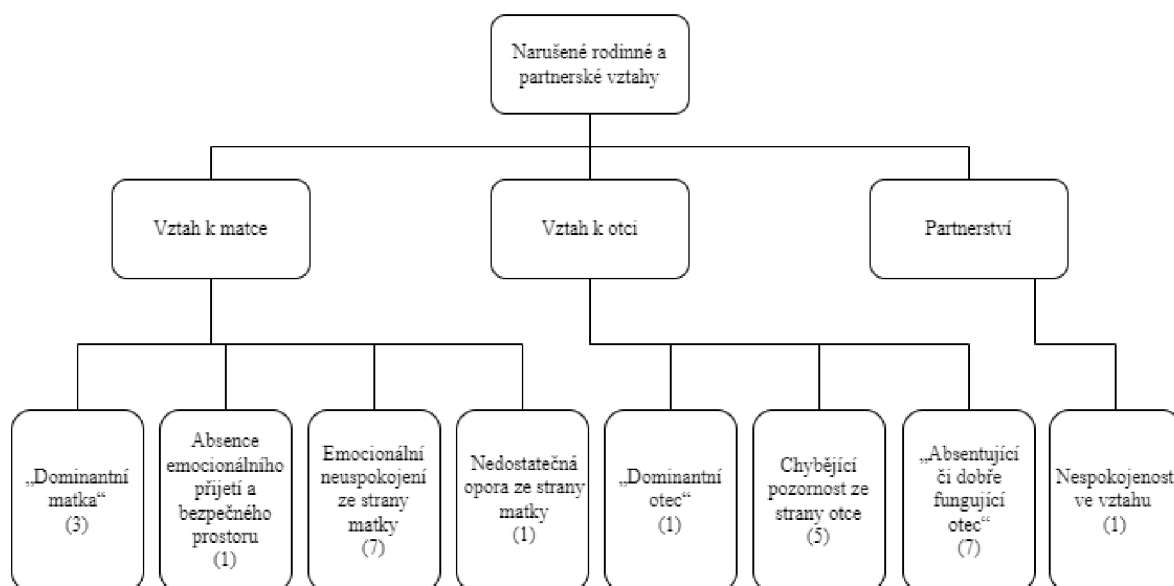 Narušené rodinné a
partnerské vztahy
Vztah k matce
Vztah k otci
Partnerství
„Dominantní
matka“
(3)
Absence
emocionálního
přijetí a
bezpečného
prostoru
(1)
Emocionální
neuspokojení
ze strany
matky
(7)
Nedostatečná
opora ze strany
matky
(1)
„Dominantní
otec“
(1)
Chybějící
pozornost ze
strany otce
(5)
„Absentující
či dobře
fungující
otec“
(7)
Nespokojenost
ve vztahu
(1)